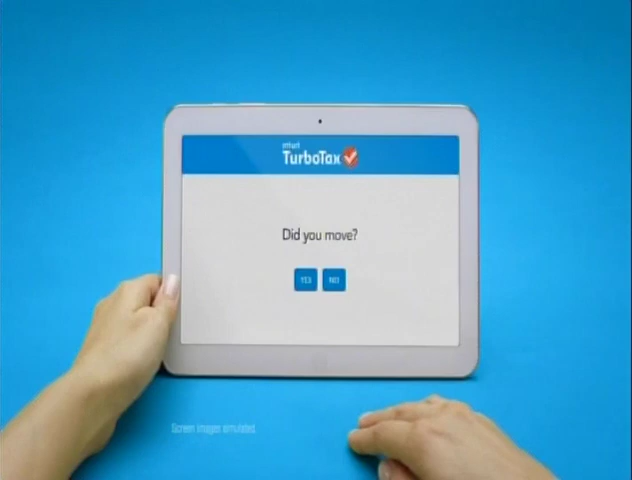 intuit
TurboTax
Did you move?
YES
NO
Screen images simulated.